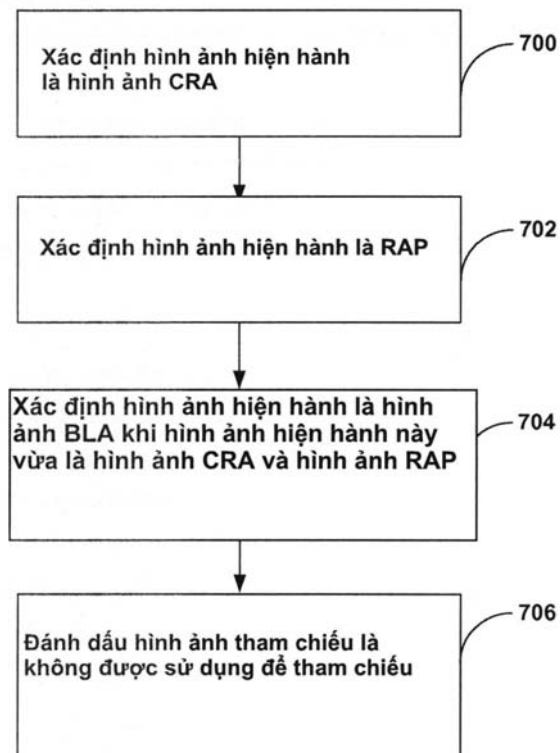 Xác định hình ảnh hiện hành
là hình ảnh CRA
700
Xác định hình ảnh hiện hành là RAP
702
Xác định hình ảnh hiện hành là hình
ảnh BLA khi hình ảnh hiện hành này
vừa là hình ảnh CRA và hình ảnh RAP
704
Đánh dấu hình ảnh tham chiếu là
không được sử dụng để tham chiếu
706